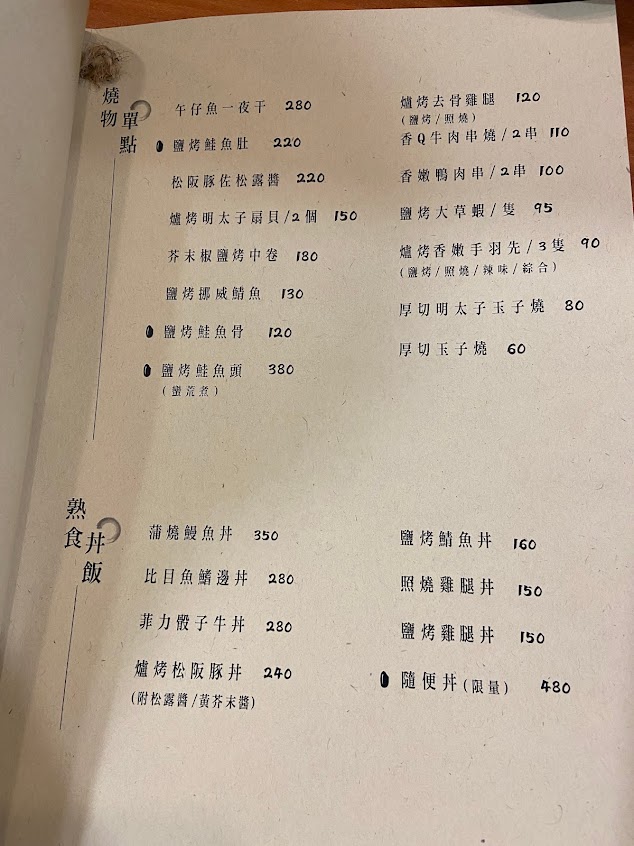 燒物
單點
午仔魚一夜干 280
鹽烤鮭魚肚 220
松阪豚佐松露醬 220
爐烤明太子扇貝/2個 150
芥末椒鹽烤中卷 180
鹽烤挪威鯖魚 130
鹽烤鮭魚骨 120
鹽烤鮭魚頭 380
(鹽荒煮)
爐烤去骨雞腿 120
(鹽烤/照燒)
香Q牛肉串燒/2串 110
香嫩鴨肉串/2串 100
鹽烤大草蝦/隻 95
爐烤香嫩手羽先/3隻 90
(鹽烤/照燒/辣味/綜合)
厚切明太子玉子燒 80
厚切玉子燒 60
熟食
丼飯
蒲燒鰻魚丼 350
比目魚鰭邊丼 280
菲力骰子牛丼 280
爐烤松阪豚丼 240
(附松露醬/黃芥末醬)
鹽烤鯖魚丼 160
照燒雞腿丼 150
鹽烤雞腿丼 150
隨便丼(限量) 480